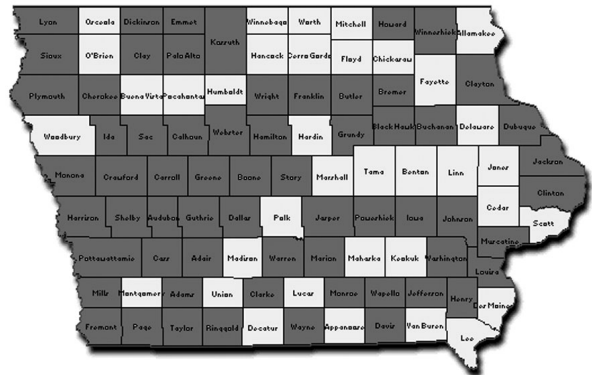 Lyon Osceola Dickinson Emmet Winnebago Worth Mitchell Howard Winneshiek Allamakee
Kossuth
Sioux O'Brien Clay Palo Alto Hancock Cerro Gordo Floyd Chickasaw
Fayette Clayton
Plymouth Cherokee Buena Vista Pocahontas Humboldt Wright Franklin Butler Bremer
Woodbury Ida Sac Calhoun Webster Hamilton Hardin Grundy Black Hawk Buchanan Delaware Dubuque
Monona Crawford Carroll Greene Boone Story Marshall Tama Benton Linn Jones Jackson
Clinton
Harrison Shelby Audubon Guthrie Dallas Polk Jasper Poweshiek Iowa Johnson Cedar Scott
Muscatine
Pottawattamie Cass Adair Madison Warren Marion Mahaska Keokuk Washington
Louisa
Mills Montgomery Adams Union Clarke Lucas Monroe Wapello Jefferson Henry Des Moines
Fremont Page Taylor Ringgold Decatur Wayne Appanoose Davis Van Buren Lee